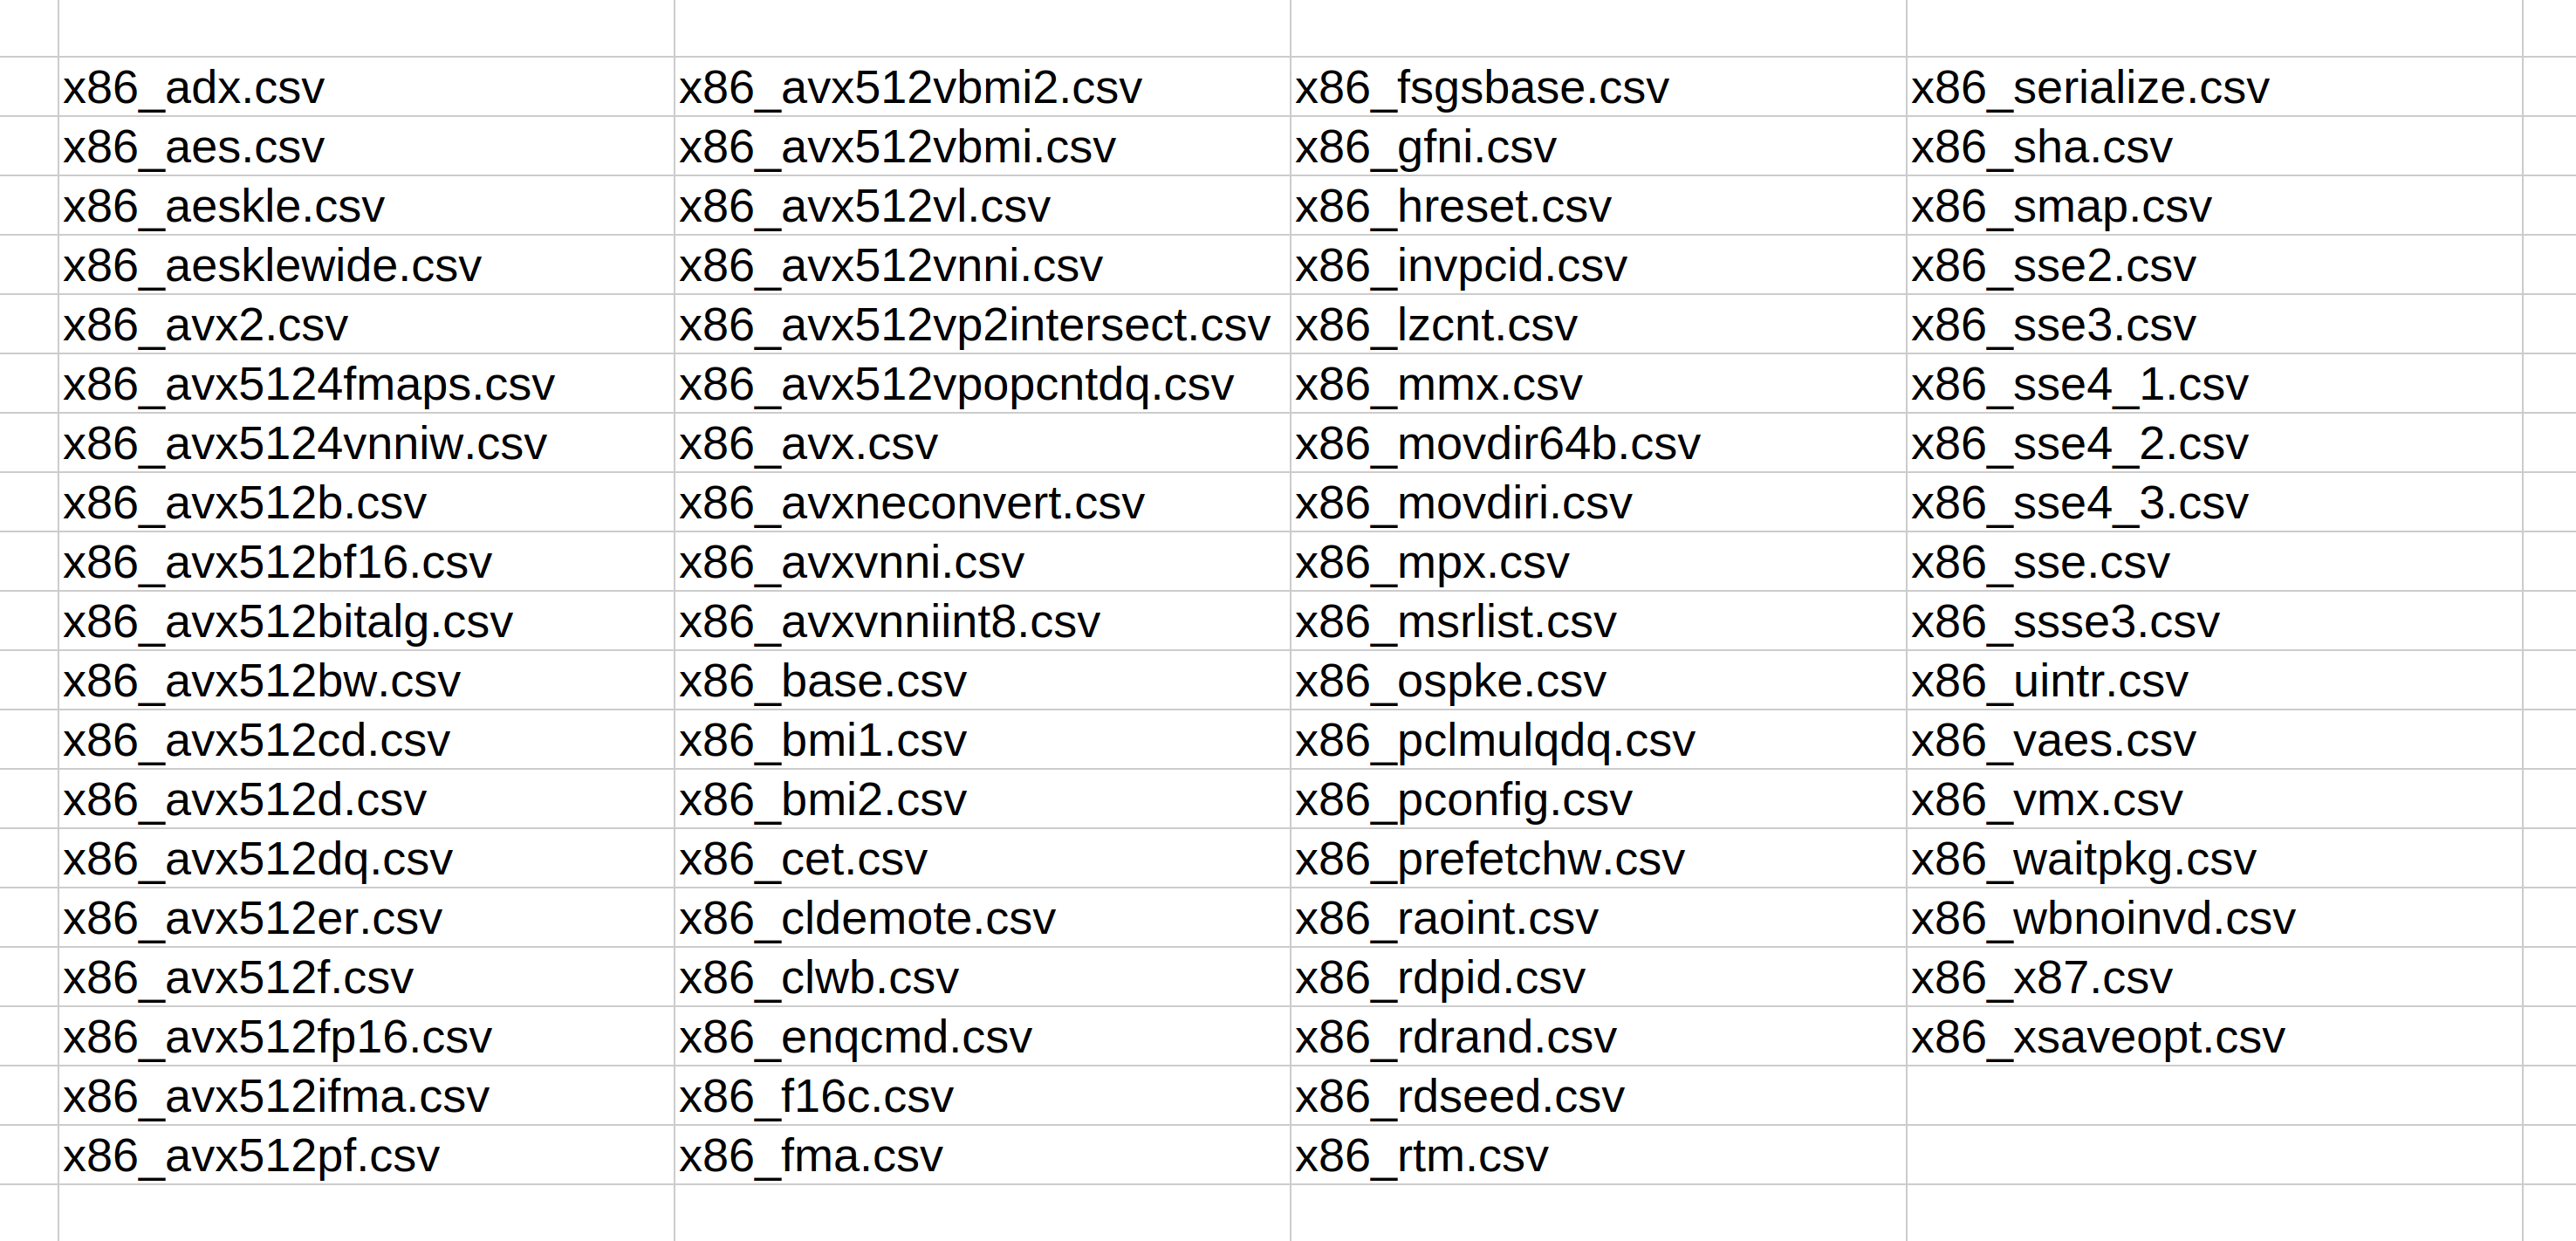 x86_adx.csv x86_avx512vbmi2.csv x86_fsgsbase.csv x86_serialize.csv
x86_aes.csv x86_avx512vbmi.csv x86_gfni.csv x86_sha.csv
x86_aeskle.csv x86_avx512vl.csv x86_hreset.csv x86_smap.csv
x86_aesklewide.csv x86_avx512vnni.csv x86_invpcid.csv x86_sse2.csv
x86_avx2.csv x86_avx512vp2intersect.csv x86_lzcnt.csv x86_sse3.csv
x86_avx5124fmaps.csv x86_avx512vpopcntdq.csv x86_mmx.csv x86_sse4_1.csv
x86_avx5124vnniw.csv x86_avx.csv x86_movdir64b.csv x86_sse4_2.csv
x86_avx512b.csv x86_avxneconvert.csv x86_movdiri.csv x86_sse4_3.csv
x86_avx512bf16.csv x86_avxvnni.csv x86_mpx.csv x86_sse.csv
x86_avx512bitalg.csv x86_avxvnniint8.csv x86_msrlist.csv x86_ssse3.csv
x86_avx512bw.csv x86_base.csv x86_ospke.csv x86_uintr.csv
x86_avx512cd.csv x86_bmi1.csv x86_pclmulqdq.csv x86_vaes.csv
x86_avx512d.csv x86_bmi2.csv x86_pconfig.csv x86_vmx.csv
x86_avx512dq.csv x86_cet.csv x86_prefetchw.csv x86_waitpkg.csv
x86_avx512er.csv x86_cldemote.csv x86_raoint.csv x86_wbnoinvd.csv
x86_avx512f.csv x86_clwb.csv x86_rdpid.csv x86_x87.csv
x86_avx512fp16.csv x86_enqcmd.csv x86_rdrand.csv x86_xsaveopt.csv
x86_avx512ifma.csv x86_f16c.csv x86_rdseed.csv
x86_avx512pf.csv x86_fma.csv x86_rtm.csv